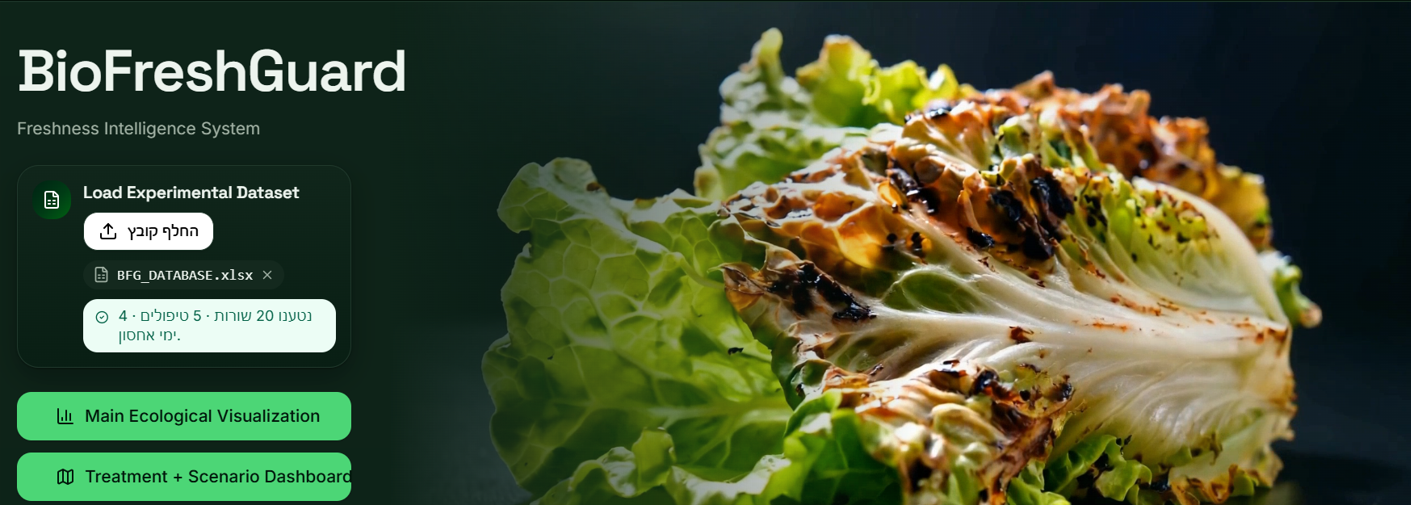 BioFreshGuard
Freshness Intelligence System
Load Experimental Dataset
החלף קובץ
BFG_DATABASE.xlsx
נטענו 20 שורות · 5 טיפולים · 4
ימי אחסון.
Main Ecological Visualization
Treatment + Scenario Dashboard